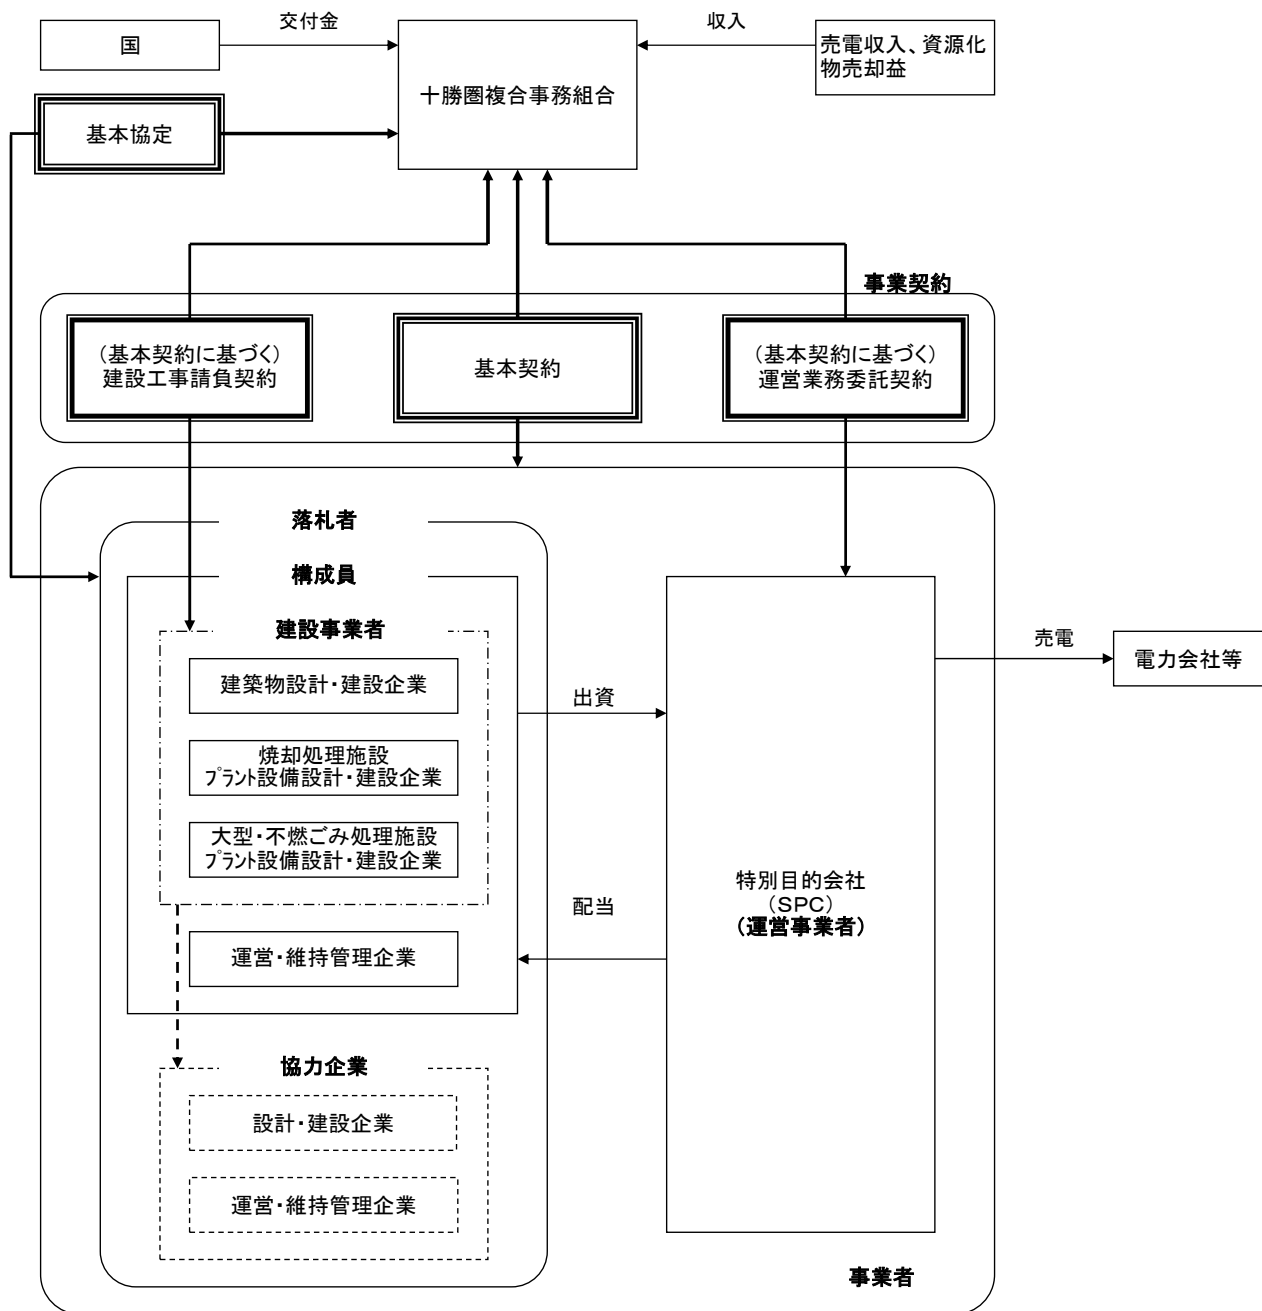 交付金
収入
国
売電収入、資源化
物売却益
十勝圏複合事務組合
基本協定
事業契約
（基本契約に基づく）
建設工事請負契約
基本契約
（基本契約に基づく）
運営業務委託契約
落札者
構成員
建設事業者
建築物設計・建設企業
焼却処理施設
ﾌﾟﾗﾝﾄ設備設計・建設企業
大型・不燃ごみ処理施設
ﾌﾟﾗﾝﾄ設備設計・建設企業
運営・維持管理企業
協力企業
設計・建設企業
運営・維持管理企業
出資
配当
特別目的会社
（SPC）
（運営事業者）
売電
電力会社等
事業者